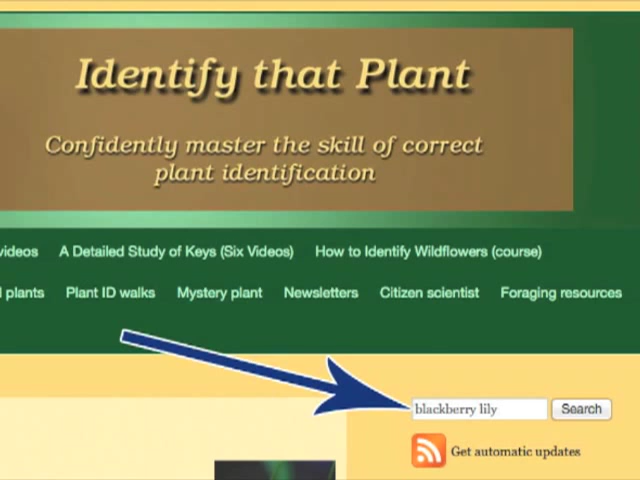 Identify that Plant
Confidently master the skill of correct
plant identification
videos
A Detailed Study of Keys (Six Videos)
How to Identify Wildflowers (course)
plants
Plant ID walks
Mystery plant
Newsletters
Citizen scientist
Foraging resources
blackberry lily
Search
Get automatic updates